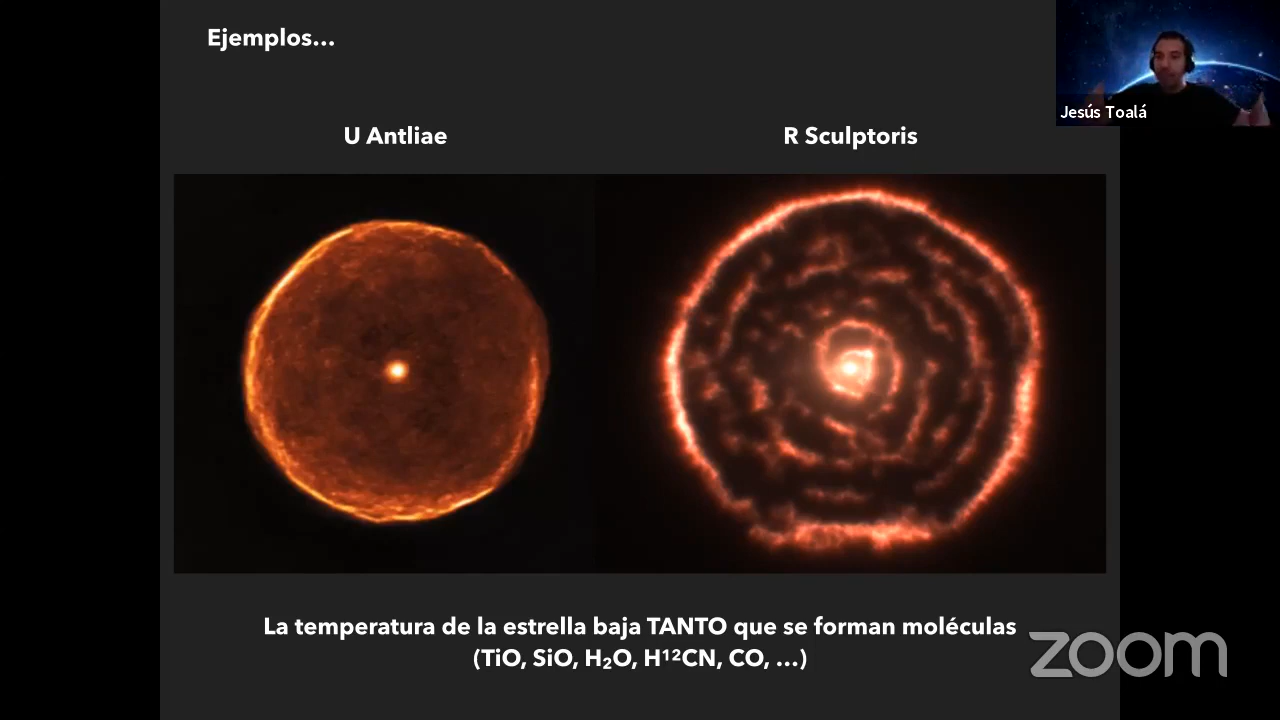 Ejemplos...
Jesús Toalá
U Antliae
R Sculptoris
La temperatura de la estrella baja TANTO que se forman moléculas
(TiO, SiO, H₂O, H¹²CN, CO, ...)
zoom